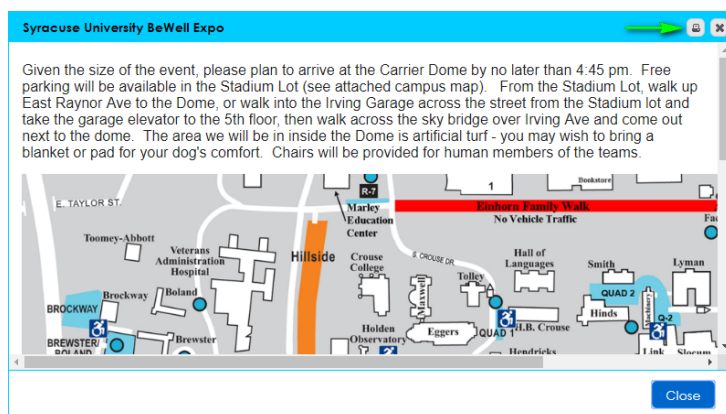 Syracuse University BeWell Expo
Given the size of the event, please plan to arrive at the Carrier Dome by no later than 4:45 pm.  Free
parking will be available in the Stadium Lot (see attached campus map).   From the Stadium Lot, walk up
East Raynor Ave to the Dome, or walk into the Irving Garage across the street from the Stadium lot and
take the garage elevator to the 5th floor, then walk across the sky bridge over Irving Ave and come out
next to the dome.  The area we will be in inside the Dome is artificial turf - you may wish to bring a
blanket or pad for your dog's comfort.  Chairs will be provided for human members of the teams.
Bookstore
R-7
1
E. TAYLOR ST.
Marley
Education
Center
Einhorn Family Walk
No Vehicle Traffic
Toomey-Abbott
Veterans
Administration
Hospital
Hillside
Crouse
College
S. CROUSE DR.
Hall of
Languages
Smith
Lyman
Tolley
Maxwell
Brockway
Boland
BROCKWAY
QUAD 2
Machinery
Hinds
Q-2
Holden
Observatory
Eggers
QUAD 1
H.B. Crouse
BREWSTER/
BOLAND
Brewster
Hendricks
Link
Slocum
Close